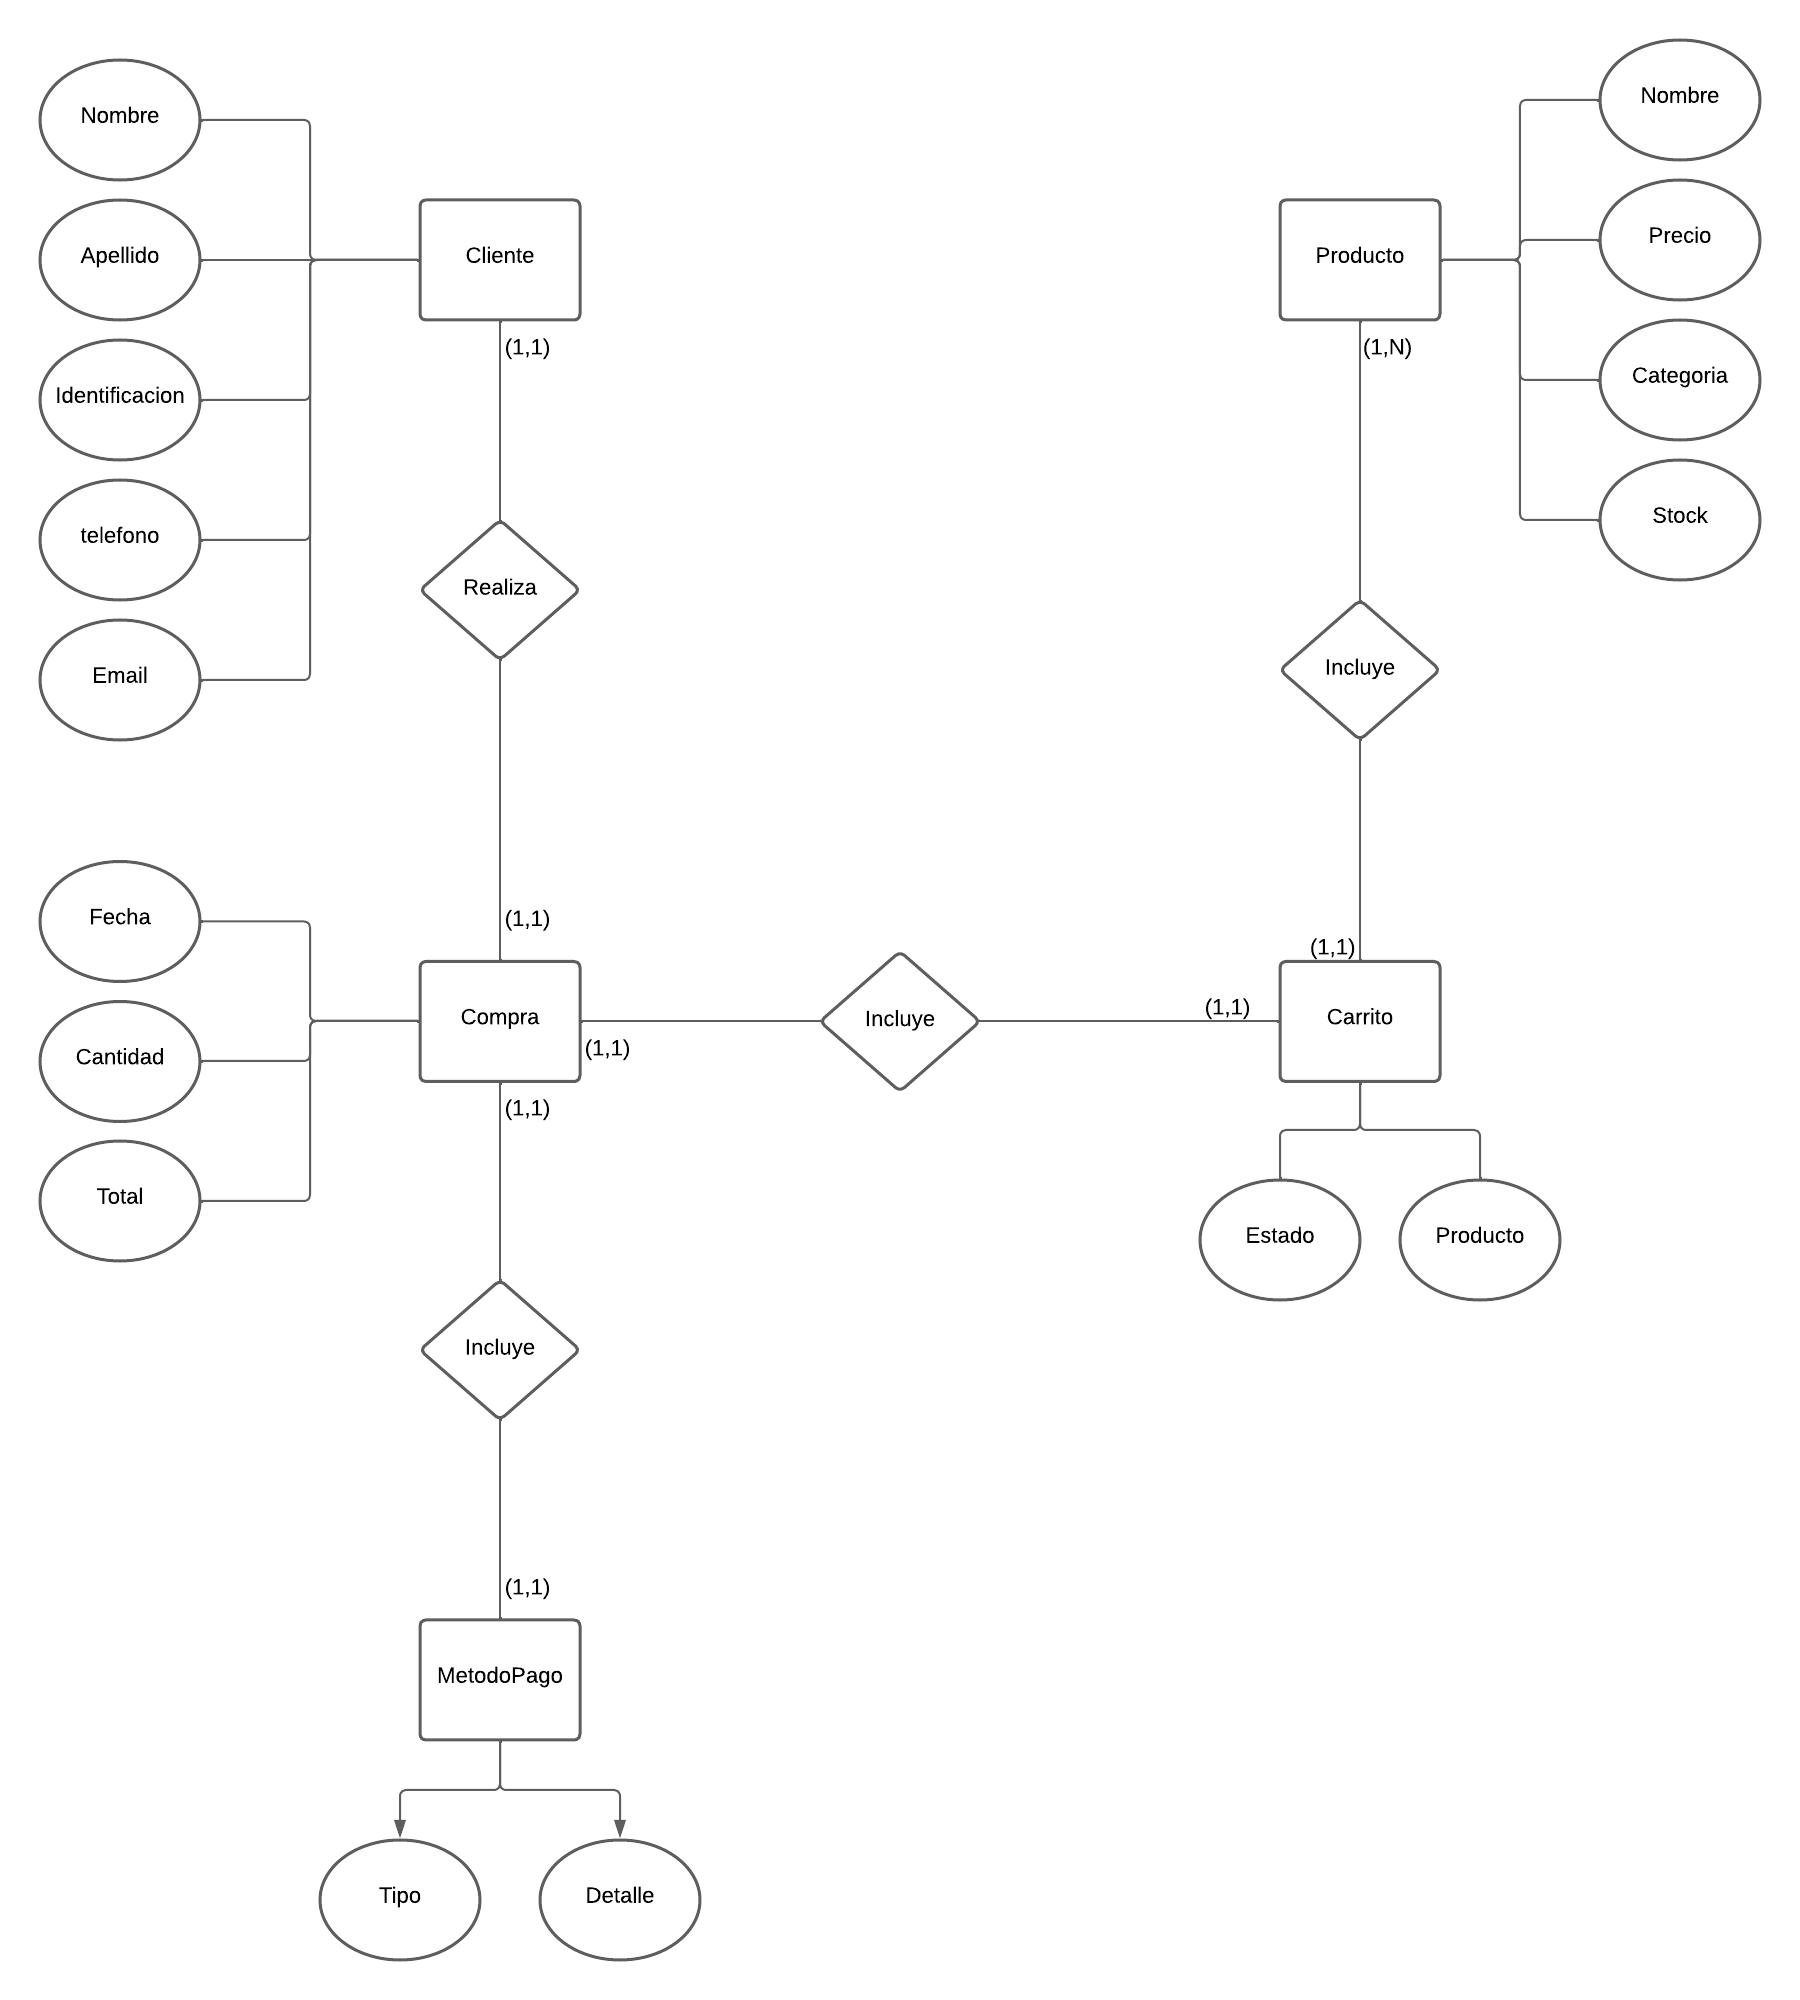 Nombre
Apellido
Identificacion
telefono
Email
Cliente
(1,1)
Realiza
(1,1)
Producto
(1,N)
Nombre
Precio
Categoria
Stock
Incluye
(1,1)
Fecha
Cantidad
Total
Compra
(1,1)
(1,1)
Incluye
(1,1)
Carrito
Estado
Producto
Incluye
(1,1)
MetodoPago
Tipo
Detalle